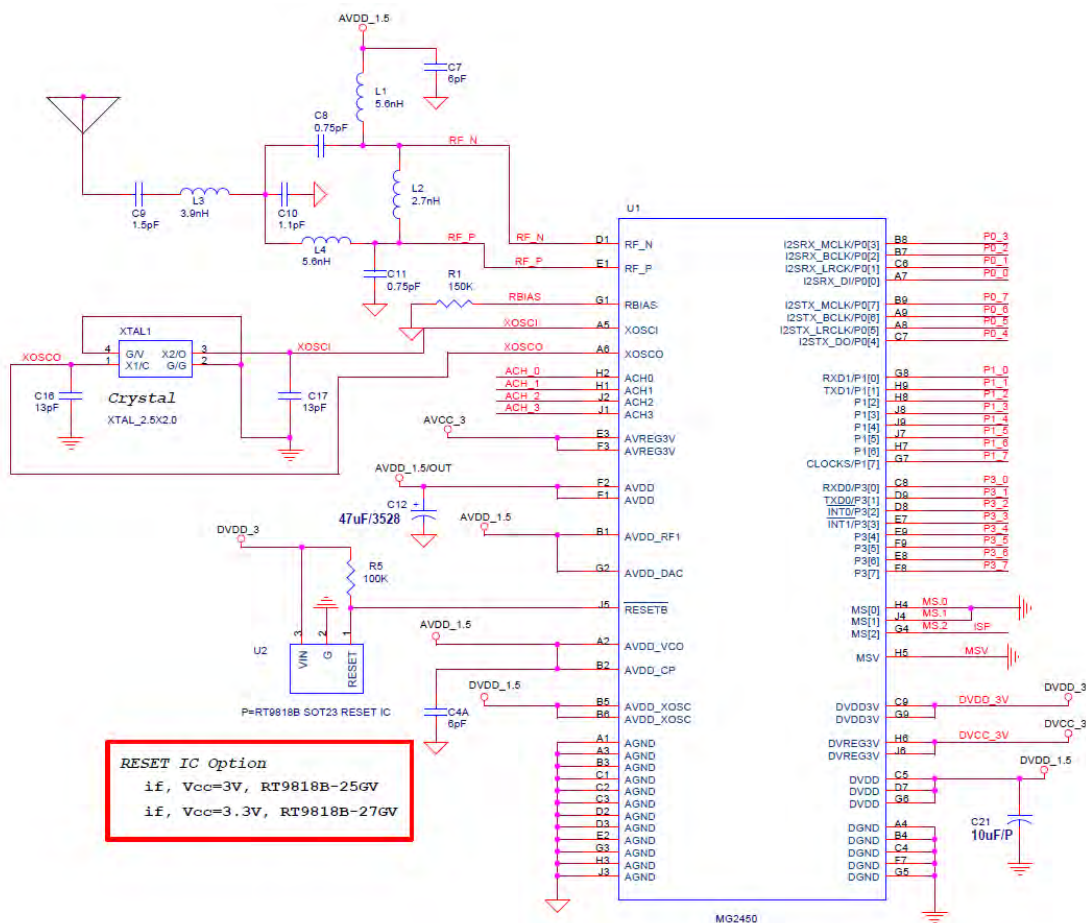 AVDD_1.5
C7
6pF
L1
5.6nH
C8
0.75pF
RF_N
L2
2.7nH
C9
1.5pF
L3
3.9nH
C10
1.1pF
L4
5.6nH
RF_P
C11
0.75pF
R1
150K
RF_N
RF_P
RBIAS
XOSCI
XOSCO
XTAL1
4 G/V X2/O 3
1 X1/C G/G 2
XOSCO
XOSCI
C16
13pF
Crystal
XTAL_2.5X2.0
C17
13pF
ACH_0
ACH_1
ACH_2
ACH_3
AVCC_3
AVDD_1.5/OUT
C12
+
47uF/3528
AVDD_1.5
DVDD_3
R5
100K
U2
3 VIN
2 G
1 RESET
P=RT9818B SOT23 RESET IC
AVDD_1.5
DVDD_1.5
C4A
6pF
RESET IC Option
if, Vcc=3V, RT9818B-25GV
if, Vcc=3.3V, RT9818B-27GV
U1
D1 RF_N
E1 RF_P
G1 RBIAS
A5 XOSCI
A6 XOSCO
H2 ACH0
H1 ACH1
J2 ACH2
J1 ACH3
E3 AVREG3V
F3 AVREG3V
F2 AVDD
F1 AVDD
B1 AVDD_RF1
G2 AVDD_DAC
J5 RESETB
A2 AVDD_VCO
B2 AVDD_CP
B5 AVDD_XOSC
B6 AVDD_XOSC
A1 AGND
A3 AGND
B3 AGND
C1 AGND
C2 AGND
C3 AGND
D2 AGND
D3 AGND
E2 AGND
G3 AGND
H3 AGND
J3 AGND
I2SRX_MCLK/P0[3] B8 P0_3
I2SRX_BCLK/P0[2] B7 P0_2
I2SRX_LRCK/P0[1] C6 P0_1
I2SRX_DI/P0[0] A7 P0_0
I2STX_MCLK/P0[7] B9 P0_7
I2STX_BCLK/P0[6] A9 P0_6
I2STX_LRCLK/P0[5] A8 P0_5
I2STX_DO/P0[4] C7 P0_4
RXD1/P1[0] G8 P1_0
TXD1/P1[1] H9 P1_1
P1[2] H8 P1_2
P1[3] J8 P1_3
P1[4] J9 P1_4
P1[5] J7 P1_5
P1[6] H7 P1_6
CLOCKS/P1[7] G7 P1_7
RXD0/P3[0] C8 P3_0
TXD0/P3[1] D9 P3_1
INT0/P3[2] D8 P3_2
INT1/P3[3] E7 P3_3
P3[4] E9 P3_4
P3[5] F9 P3_5
P3[6] E8 P3_6
P3[7] F8 P3_7
MS[0] H4 MS.0
MS[1] J4 MS.1
MS[2] G4 MS.2 ISP
MSV H5 MSV
DVDD3V C9 DVDD_3V DVDD_3
DVDD3V G9
DVREG3V H6 DVCC_3V DVCC_3
DVREG3V J6
DVDD C5 DVDD_1.5
DVDD D7
DVDD G6
C21
10uF/P
DGND A4
DGND B4
DGND C4
DGND F7
DGND G5
MG2450